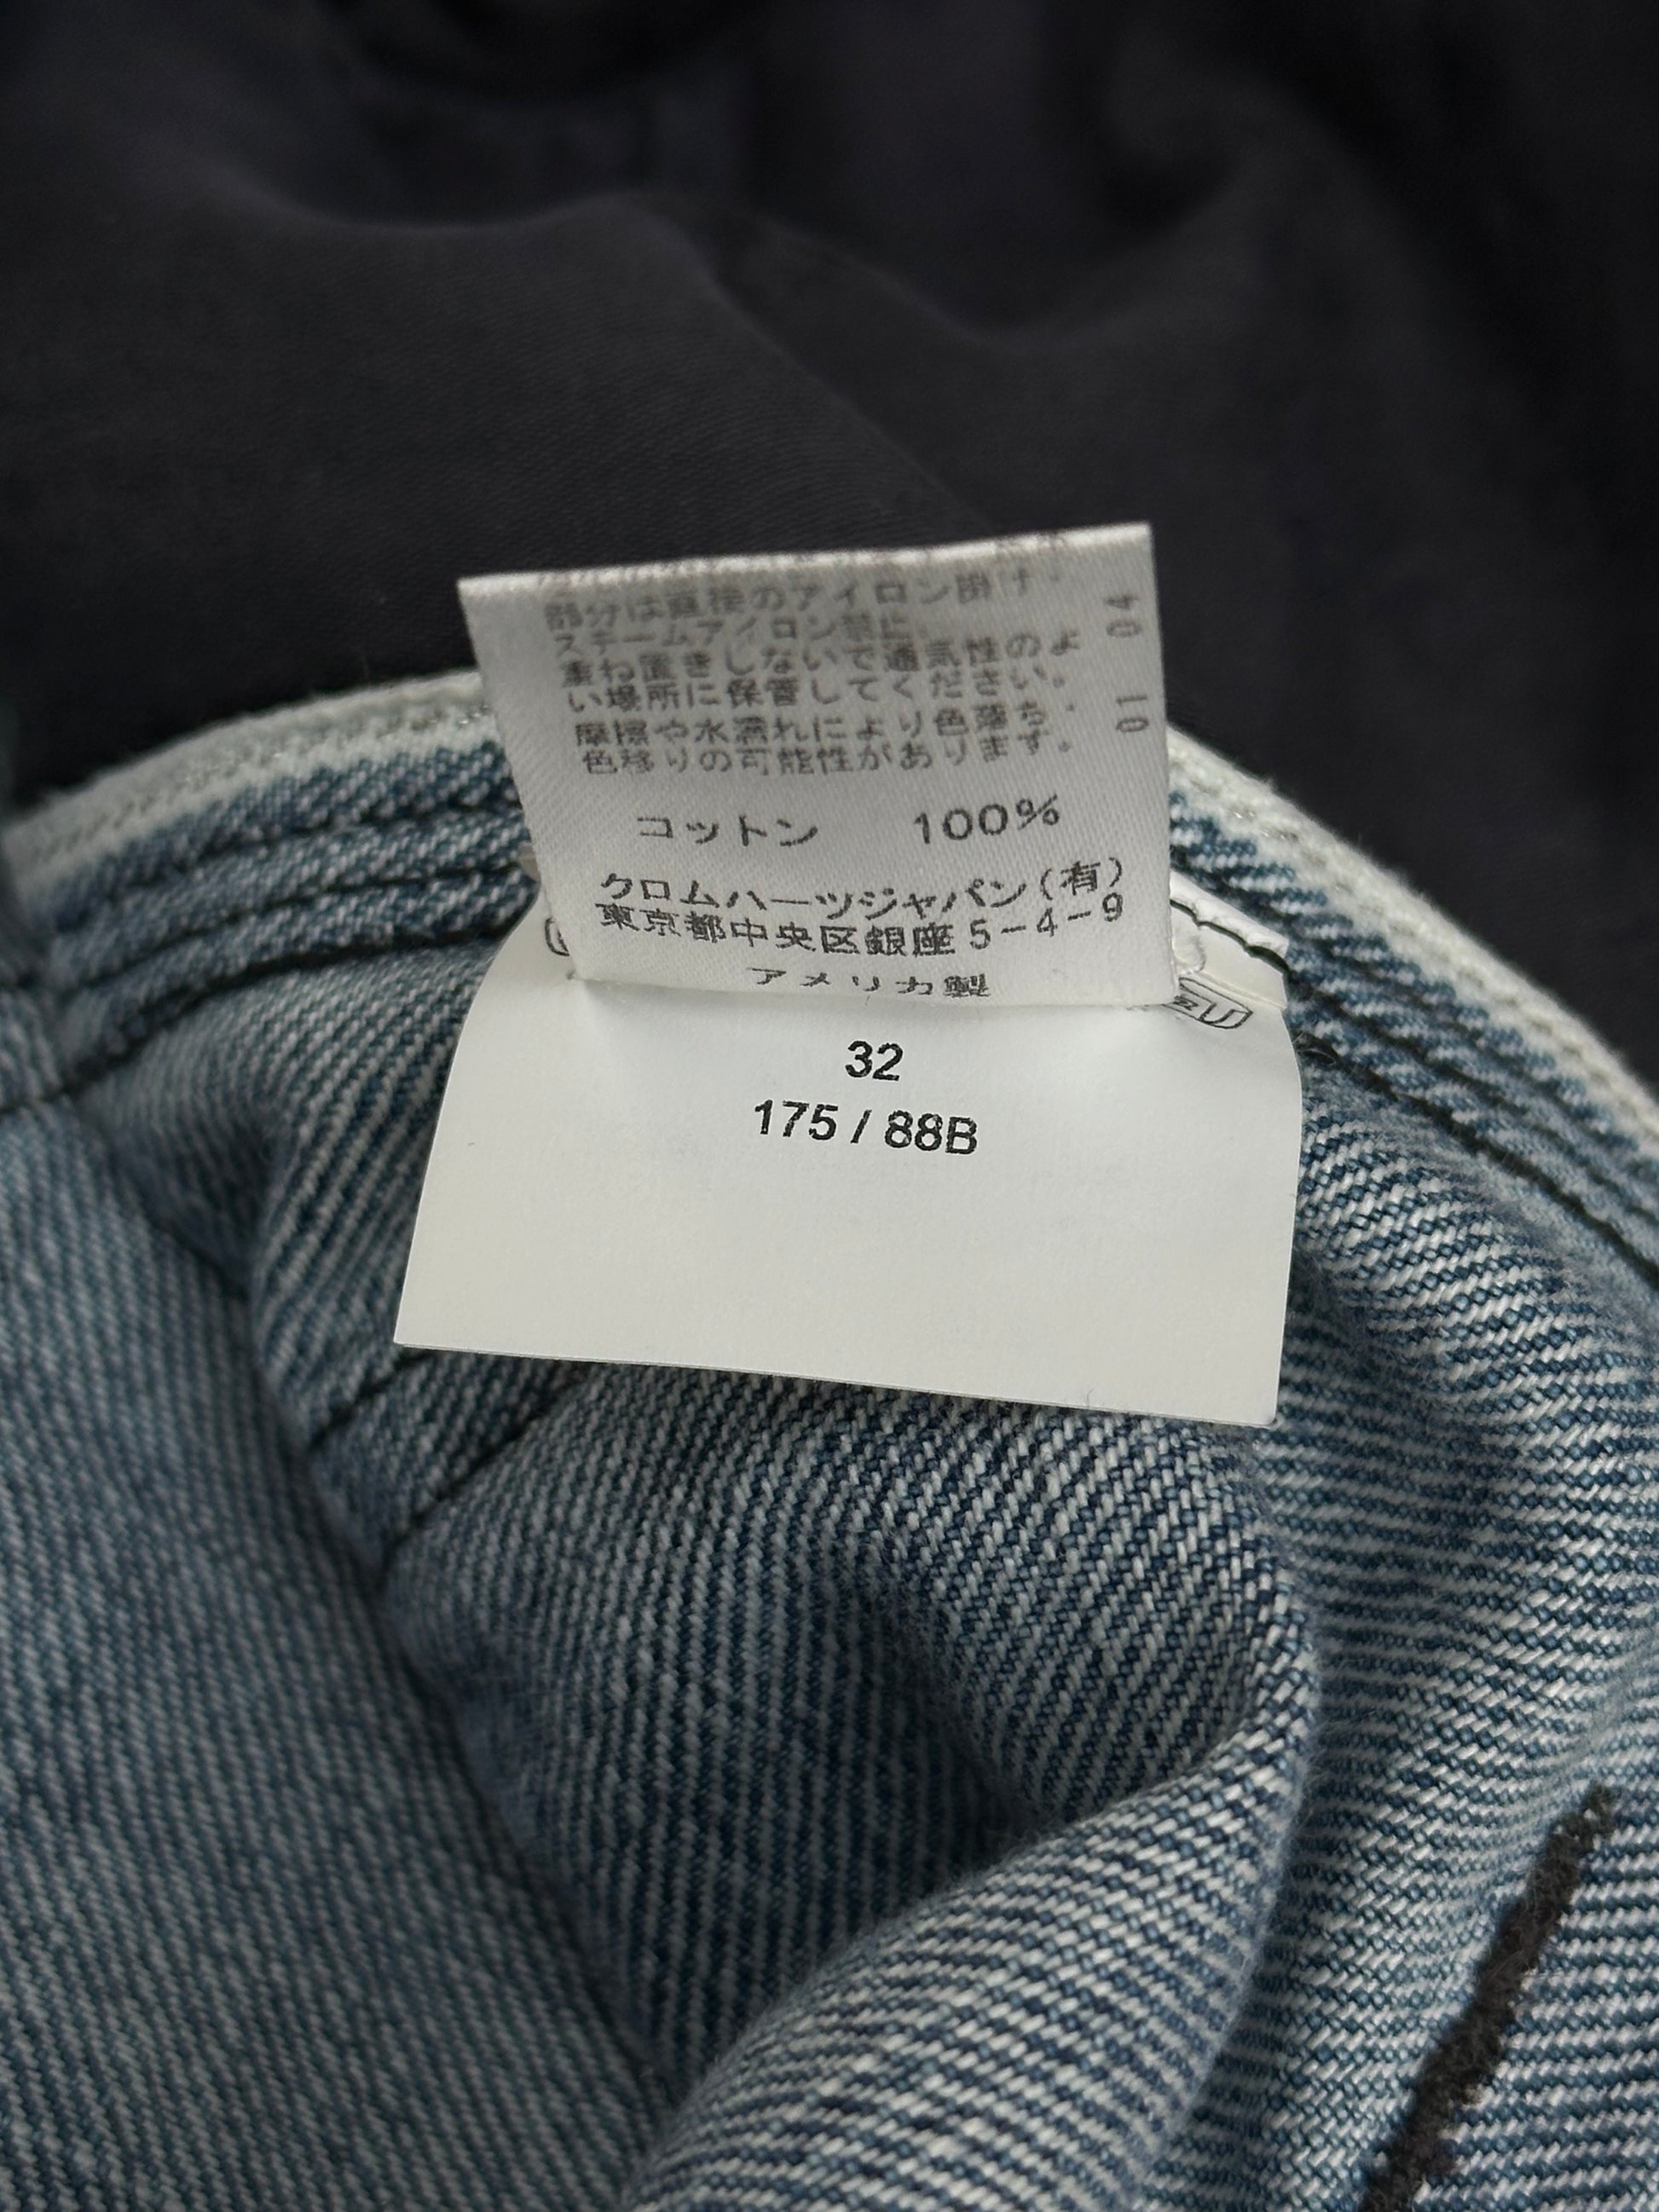 部分は直接のアイロン掛け・
スチームアイロン禁止。
重ね置きしないで通気性のよ
い場所に保管してください。
摩擦や水濡れにより色落ち・
色移りの可能性があります。
04
01
コットン 100%
クロムハーツジャパン(有)
東京都中央区銀座5-4-9
アメリカ製
32
175 / 88B